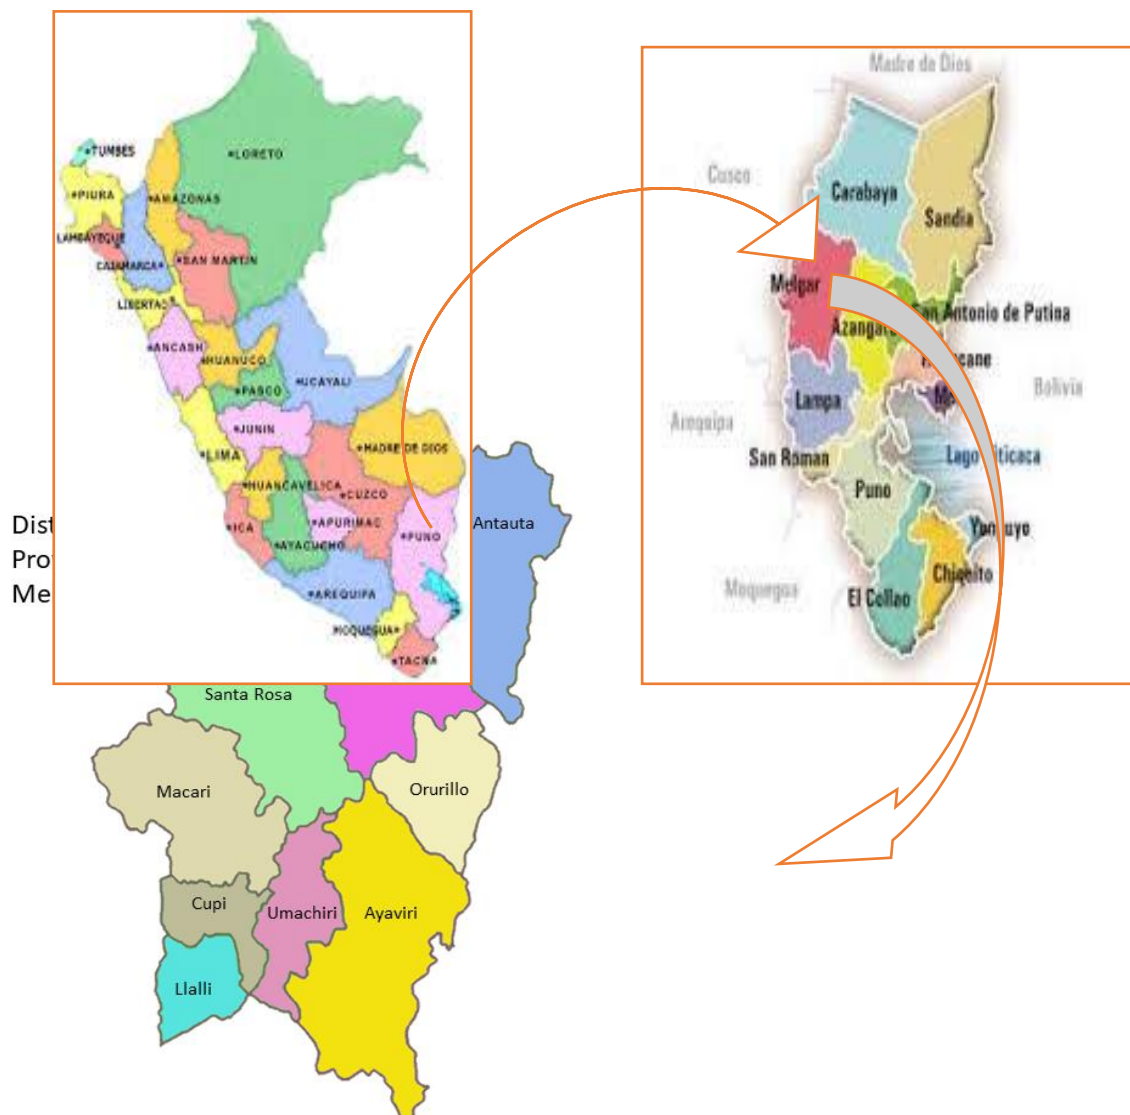 TUMBES
LORETO
PIURA
AMAZONAS
LAMBAYEQUE
CAJAMARCA
SAN MARTIN
LIBERTAD
ANCASH
HUANUCO
UCAYALI
PASCO
JUNIN
LIMA
MADRE DE DIOS
HUANCAVELICA
CUZCO
ICA
APURIMAC
PUNO
AYACUCHO
AREQUIPA
MOQUEGUA
TACNA
Madre de Dios
Cusco
Carabaya
Sandia
Melgar
San Antonio de Putina
Azangaro
Bolivia
Lampa
Arequipa
San Roman
Lago Titicaca
Puno
Moquegua
El Collao
Antauta
Santa Rosa
Macari
Orurillo
Cupi
Umachiri
Ayaviri
Llalli